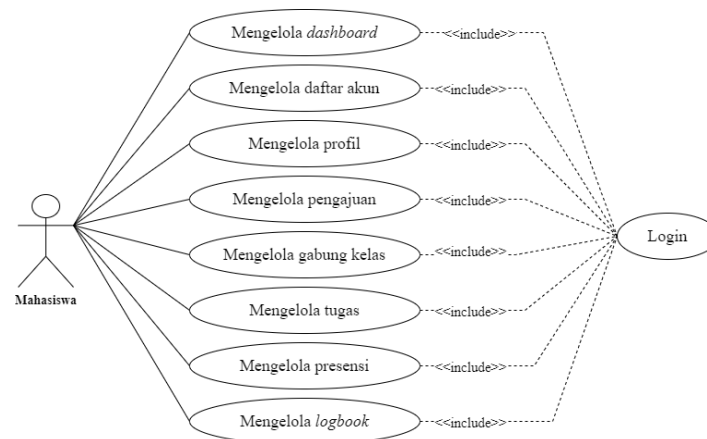 Mengelola dashboard
<<include>>
Mengelola daftar akun
<<include>>
Mengelola profil
<<include>>
Mengelola pengajuan
<<include>>
Mengelola gabung kelas
<<include>>
Mengelola tugas
<<include>>
Mengelola presensi
<<include>>
Mengelola logbook
<<include>>
Mahasiswa
Login